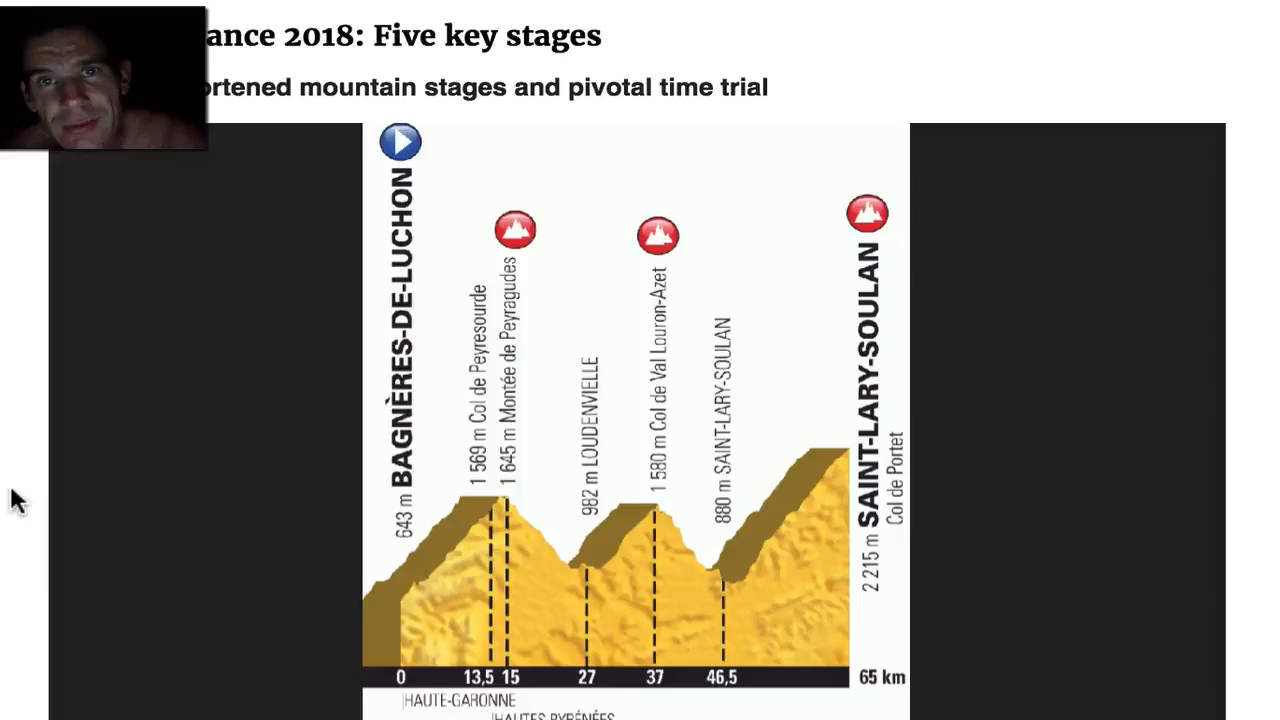 ance 2018: Five key stages
ortened mountain stages and pivotal time trial
643 m BAGNÈRES-DE-LUCHON
1 569 m Col de Peyresourde
1 645 m Montée de Peyragudes
982 m LOUDENVIELLE
1 580 m Col de Val Louron-Azet
880 m SAINT-LARY-SOULAN
2 215 m SAINT-LARY-SOULAN
Col de Portet
0 13,5 15 27 37 46,5 65 km
HAUTE-GARONNE
HAUTES PYRÉNÉES